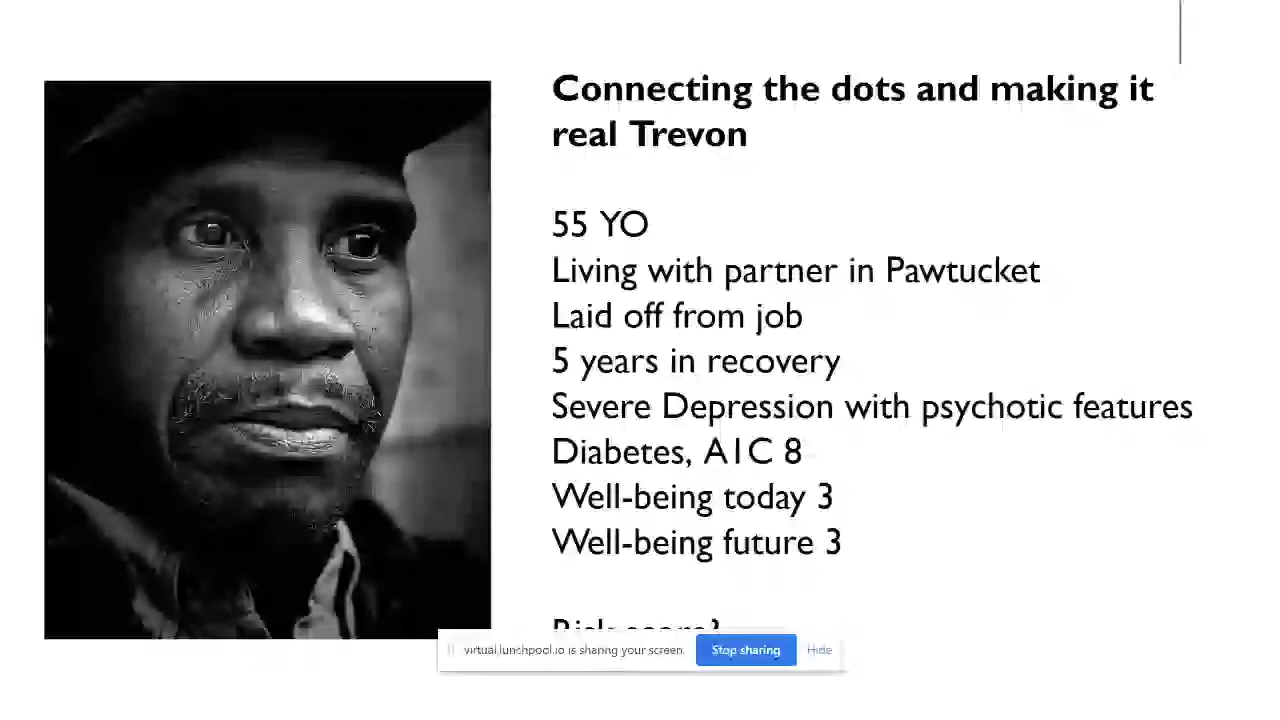 Connecting the dots and making it
real Trevon
55 YO
Living with partner in Pawtucket
Laid off from job
5 years in recovery
Severe Depression with psychotic features
Diabetes, A1C 8
Well-being today 3
Well-being future 3
Risk score?
virtual.lunchpool.io is sharing your screen. Stop sharing Hide